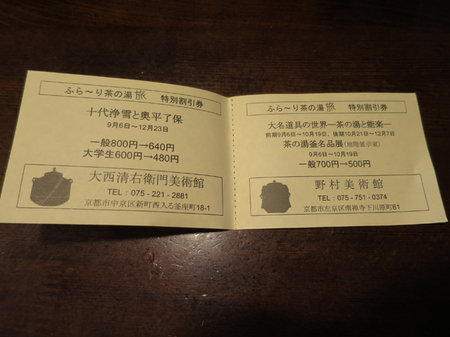 ふら～り茶の湯旅 特別割引券
十代浄雪と奥平了保
9月6日～12月23日
一般800円→640円
大学生600円→480円
大西清右衛門美術館
TEL：075-221-2881
京都市中京区新町西入る釜座町18-1
ふら～り茶の湯旅 特別割引券
大名道具の世界―茶の湯と能楽―
前期9月6日～10月19日、後期10月21日～12月7日
茶の湯釜名品展（地階展示室）
9月6日～10月19日
一般700円→500円
野村美術館
TEL：075-751-0374
京都市左京区南禅寺下河原町61